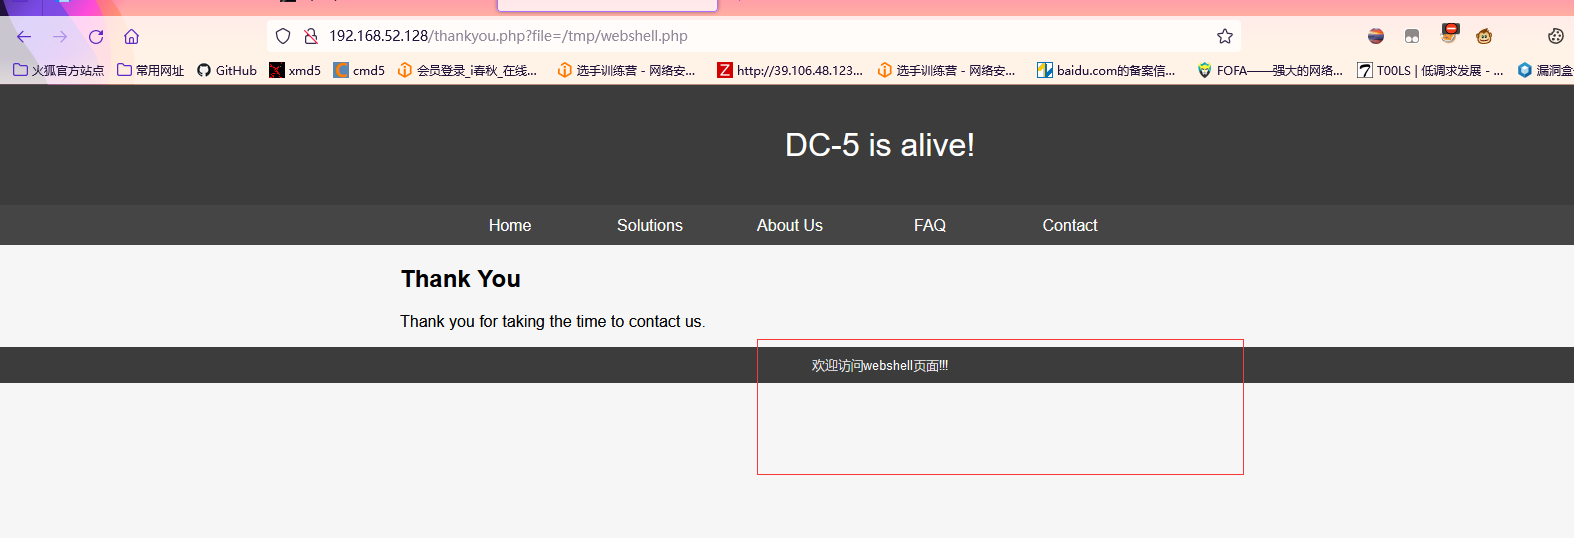 192.168.52.128/thankyou.php?file=/tmp/webshell.php
火狐官方站点 常用网址 GitHub xmd5 cmd5 会员登录_i春秋_在线... 选手训练营 - 网络安... http://39.106.48.123... 选手训练营 - 网络安... baidu.com的备案信... FOFA——强大的网络... T00LS | 低调求发展 - ... 漏洞盒
DC-5 is alive!
Home Solutions About Us FAQ Contact
Thank You
Thank you for taking the time to contact us.
欢迎访问webshell页面!!!